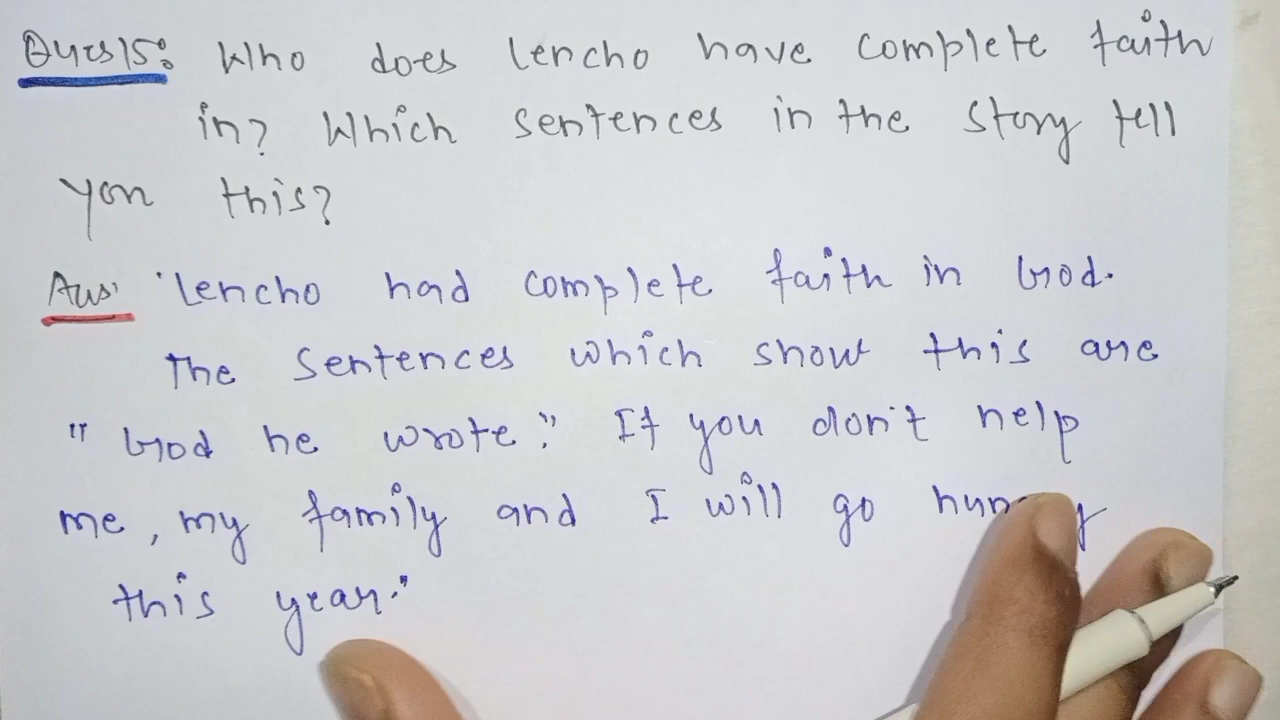 Ques15: Who does lencho have complete faith
in? Which sentences in the story tell
you this?
Ans: 'lencho had complete faith in God.
The sentences which show this are
" God he wrote:" If you don't help
me, my family and I will go
this year."